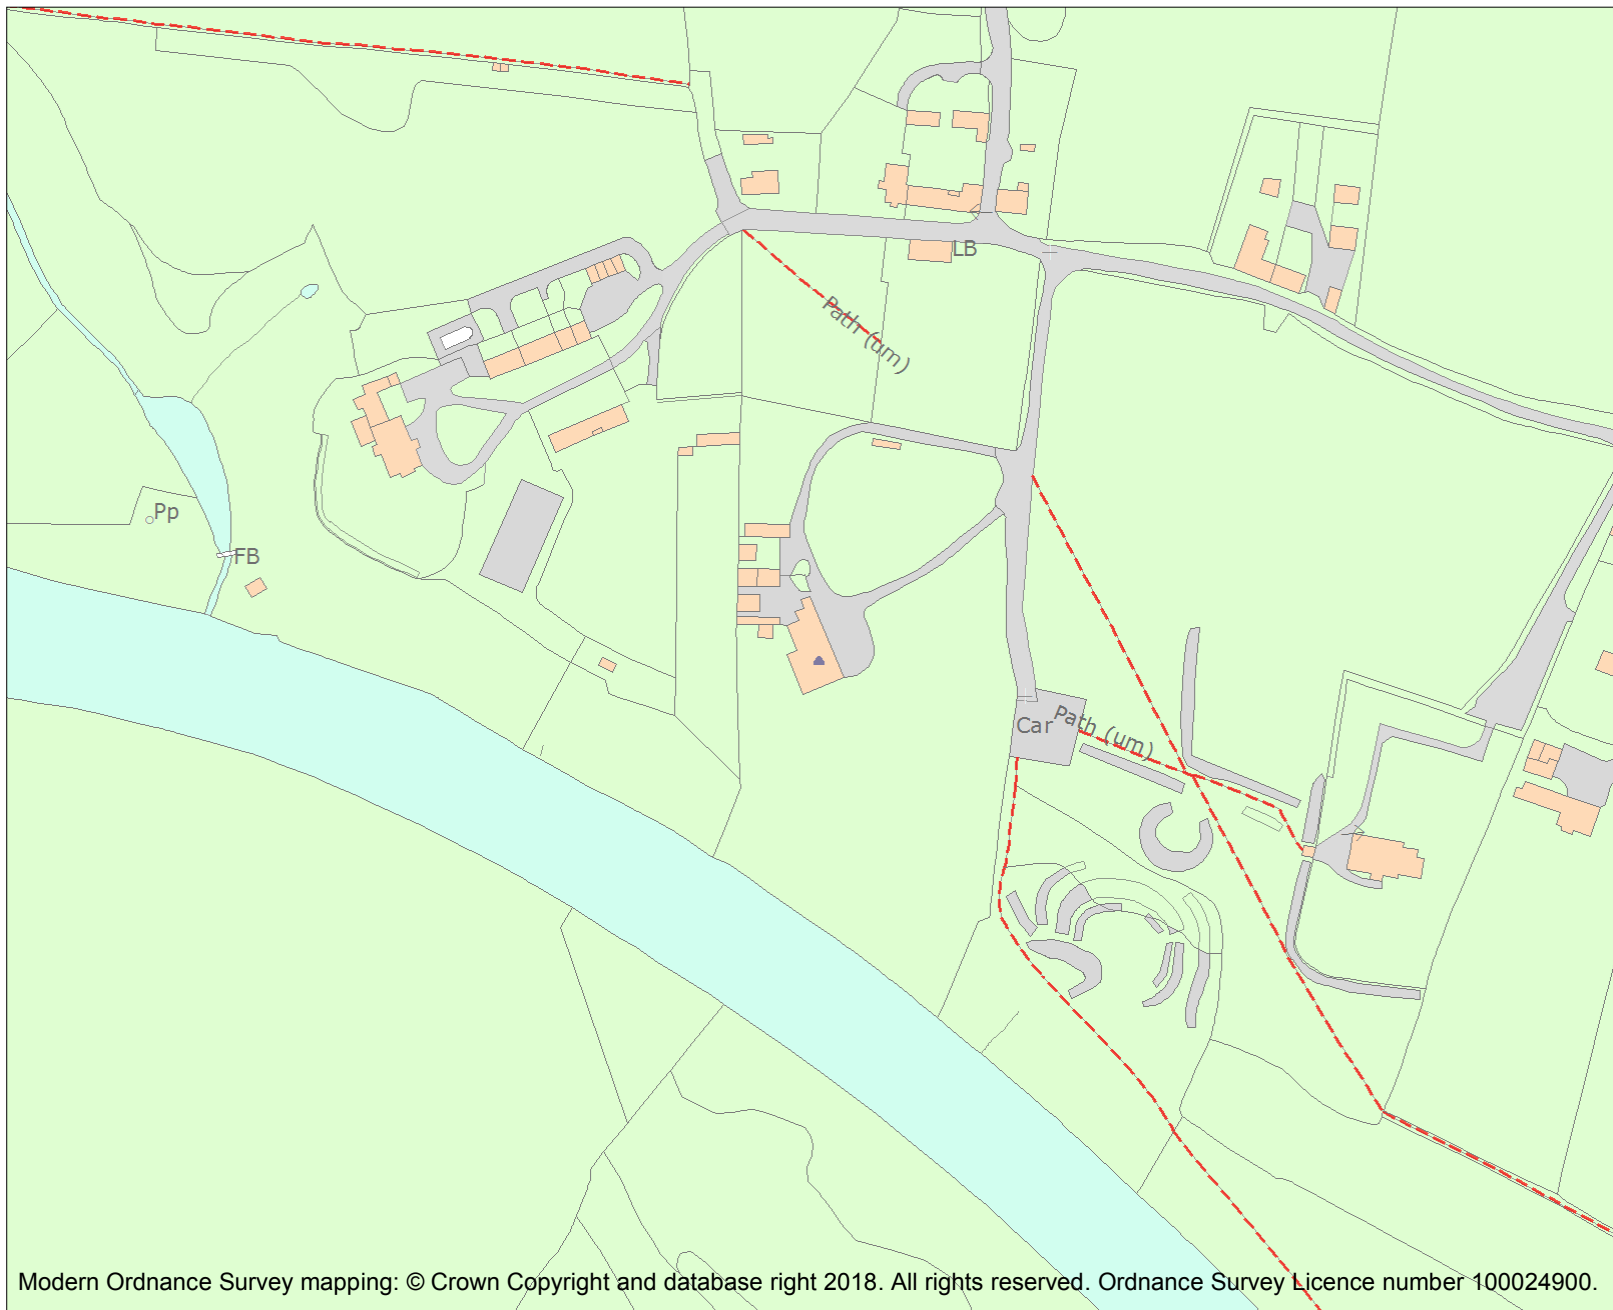 LB
Path (um)
Pp
FB
Path (um)
Car
Modern Ordnance Survey mapping: © Crown Copyright and database right 2018. All rights reserved. Ordnance Survey Licence number 100024900.